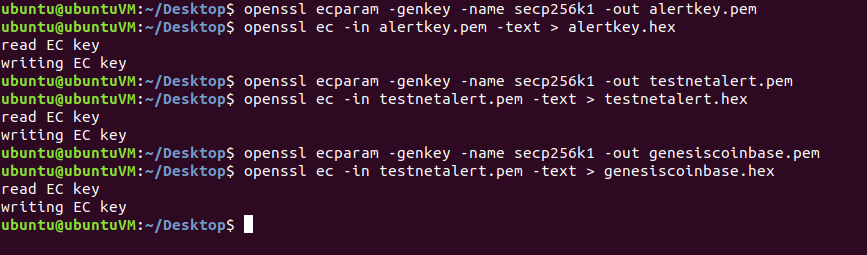 ubuntu@ubuntuVM:~/Desktop$ openssl ecparam -genkey -name secp256k1 -out alertkey.pem
ubuntu@ubuntuVM:~/Desktop$ openssl ec -in alertkey.pem -text > alertkey.hex
read EC key
writing EC key
ubuntu@ubuntuVM:~/Desktop$ openssl ecparam -genkey -name secp256k1 -out testnetalert.pem
ubuntu@ubuntuVM:~/Desktop$ openssl ec -in testnetalert.pem -text > testnetalert.hex
read EC key
writing EC key
ubuntu@ubuntuVM:~/Desktop$ openssl ecparam -genkey -name secp256k1 -out genesiscoinbase.pem
ubuntu@ubuntuVM:~/Desktop$ openssl ec -in testnetalert.pem -text > genesiscoinbase.hex
read EC key
writing EC key
ubuntu@ubuntuVM:~/Desktop$